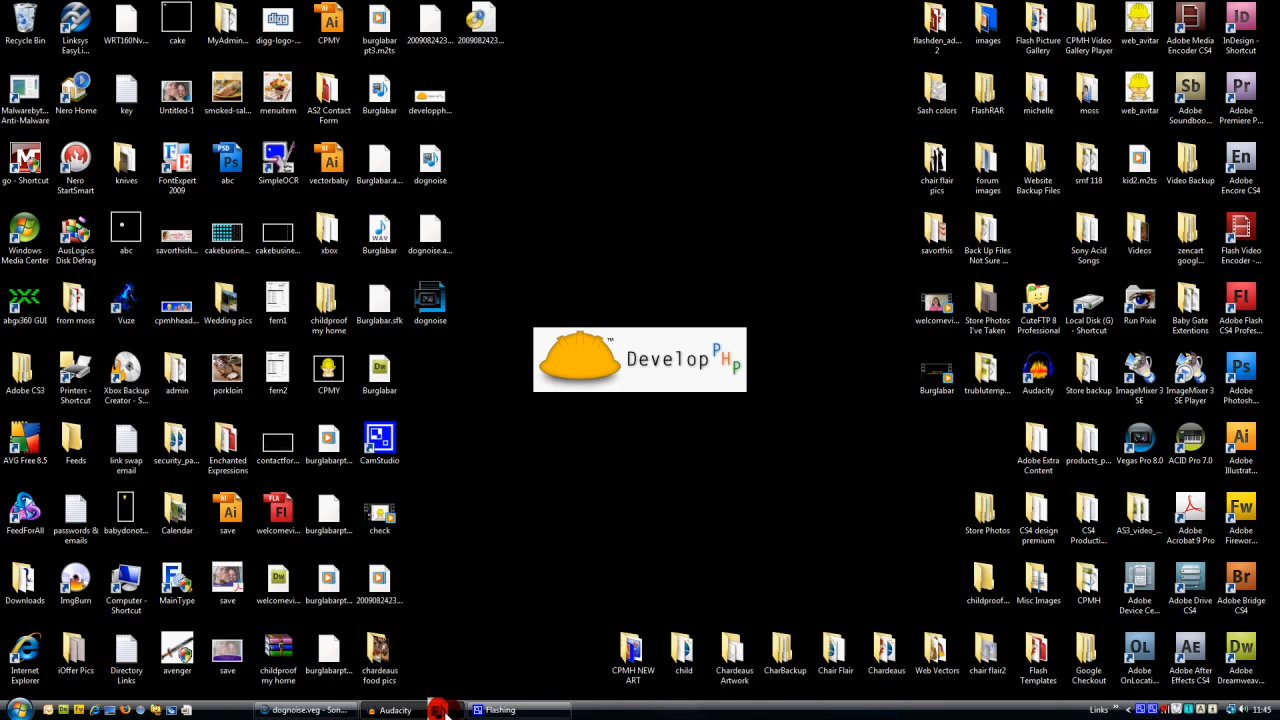 Recycle Bin
Linksys EasyLi...
WRT160Nv...
cake
MyAdmin...
digg-logo-...
CPMY
burglabar pt3.m2ts
2009082423...
2009082423...
flashden_ad... 2
images
Flash Picture Gallery
CPMH Video Gallery Player
web_avitar
Adobe Media Encoder CS4
InDesign - Shortcut
Malwarebyt... Anti-Malware
Nero Home
key
Untitled-1
smoked-sal...
menuitem
AS2 Contact Form
Burglabar
developph...
Sash colors
FlashRAR
michelle
moss
web_avitar
Adobe Soundboo...
Adobe Premiere P...
go - Shortcut
Nero StartSmart
knives
FontExpert 2009
abc
SimpleOCR
vectorbaby
Burglabar.a...
dognoise
chair flair pics
forum images
Website Backup Files
smf 118
kid2.m2ts
Video Backup
Adobe Encore CS4
Windows Media Center
AusLogics Disk Defrag
abc
savorthish...
cakebusine...
cakebusine...
xbox
Burglabar
dognoise.a...
savorthis
Back Up Files Not Sure ...
Sony Acid Songs
Videos
zencart googl...
Flash Video Encoder -...
abgx360 GUI
from moss
Vuze
cpmhhead...
Wedding pics
fern1
childproof my home
Burglabar.sfk
dognoise
welcomevi...
Store Photos I've Taken
CuteFTP 8 Professional
Local Disk (G) - Shortcut
Run Pixie
Baby Gate Extentions
Adobe Flash CS4 Profes...
Develop PHP
TM
Adobe CS3
Printers - Shortcut
Xbox Backup Creator - S...
admin
porkloin
fern2
CPMY
Burglabar
Burglabar
trublutemp...
Audacity
Store backup
ImageMixer 3 SE
ImageMixer 3 SE Player
Adobe Photosh...
AVG Free 8.5
Feeds
link swap email
security_pa...
Enchanted Expressions
contactfor...
burglabarpt...
CamStudio
Adobe Extra Content
products_p...
Vegas Pro 8.0
ACID Pro 7.0
Adobe Illustrat...
FeedForAll
passwords & emails
babydonot...
Calendar
save
welcomevi...
burglabarpt...
check
Store Photos
CS4 design premium
CS4 Producti...
AS3_video_...
Adobe Acrobat 9 Pro
Adobe Firewor...
Downloads
ImgBurn
Computer - Shortcut
MainType
save
welcomevi...
burglabarpt...
2009082423...
childproof...
Misc Images
CPMH
Adobe Device Ce...
Adobe Drive CS4
Adobe Bridge CS4
Internet Explorer
iOffer Pics
Directory Links
avenger
save
childproof my home
burglabarpt...
chardeaus food pics
CPMH NEW ART
child
Chardeaus Artwork
CharBackup
Chair Flair
Chardeaus
Web Vectors
chair flair2
Flash Templates
Google Checkout
Adobe OnLocati...
Adobe After Effects CS4
Adobe Dreamweav...
dognoise.veg - Son...
Audacity
Flashing
Links
11:45